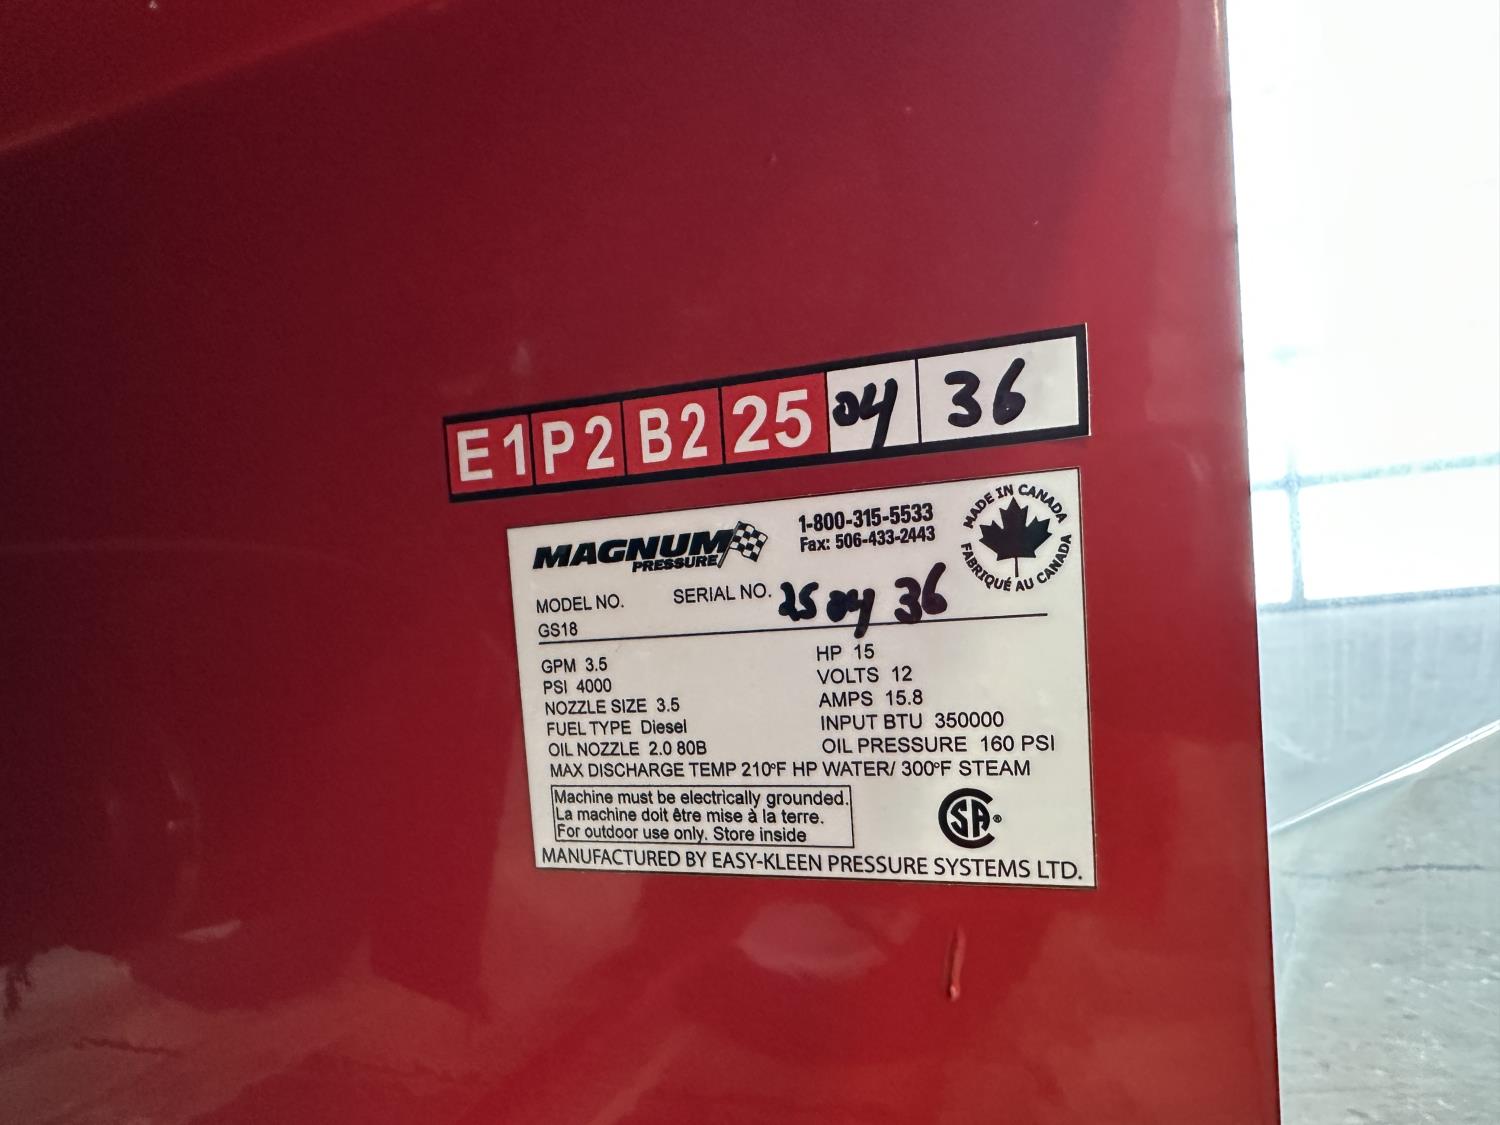 E1 P2 B2 25 04 36
MAGNUM
PRESSURE
1-800-315-5533
Fax: 506-433-2443
MADE IN CANADA
FABRIQUÉ AU CANADA
MODEL NO. SERIAL NO. 25 04 36
GS18
GPM 3.5
PSI 4000
NOZZLE SIZE 3.5
FUEL TYPE Diesel
OIL NOZZLE 2.0 80B
HP 15
VOLTS 12
AMPS 15.8
INPUT BTU 350000
OIL PRESSURE 160 PSI
MAX DISCHARGE TEMP 210°F HP WATER/ 300°F STEAM
Machine must be electrically grounded.
La machine doit être mise à la terre.
For outdoor use only. Store inside
CSA®
MANUFACTURED BY EASY-KLEEN PRESSURE SYSTEMS LTD.